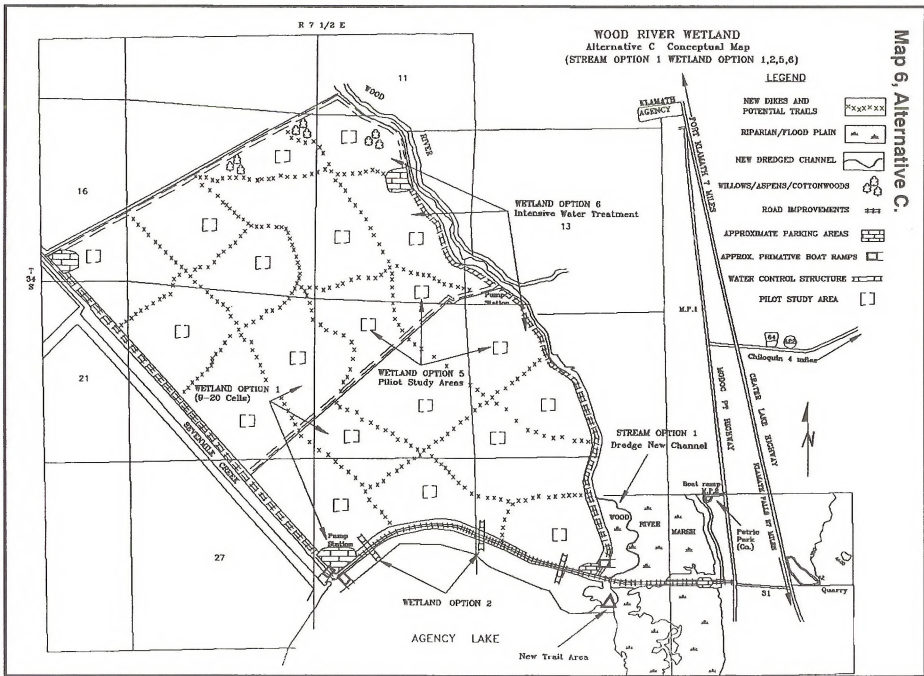 R 7 1/2 E
WOOD RIVER WETLAND
Alternative C Conceptual Map
(STREAM OPTION 1 WETLAND OPTION 1,2,5,6)
Map 6, Alternative C.
LEGEND
NEW DIKES AND
POTENTIAL TRAILS
RIPARIAN/FLOOD PLAIN
NEW DREDGED CHANNEL
WILLOWS/ASPENS/COTTONWOODS
ROAD IMPROVEMENTS
APPROXIMATE PARKING AREAS
APPROX. PRIMATIVE BOAT RAMPS
WATER CONTROL STRUCTURE
PILOT STUDY AREA
11
WOOD
RIVER
KLAMATH
AGENCY
FORT KLAMATH 7 MILES
16
WETLAND OPTION 6
Intensive Water Treatment
13
T
34
S
Pump
Station
M.P.1
64
422
Chiloquin 4 miles
21
WETLAND OPTION 1
(9-20 Cells)
WETLAND OPTION 5
Piliot Study Areas
MODOC PT HIGHWAY
CRATER LAKE HIGHWAY
KLAMATH FALLS 27 MILES
N
SEVENMILE
CREEK
STREAM OPTION 1
Dredge New Channel
Boat ramp
M.P.2
WOOD
RIVER
MARSH
Petric
Park
(Co.)
27
Pump
Station
WETLAND OPTION 2
31
Quarry
AGENCY LAKE
New Trail Area